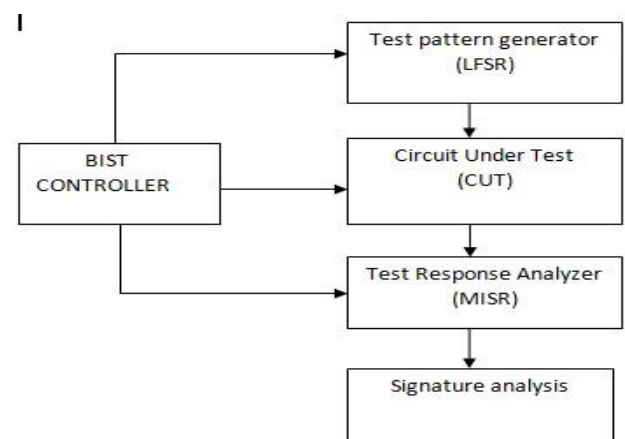 Test pattern generator
(LFSR)
BIST
CONTROLLER
Circuit Under Test
(CUT)
Test Response Analyzer
(MISR)
Signature analysis